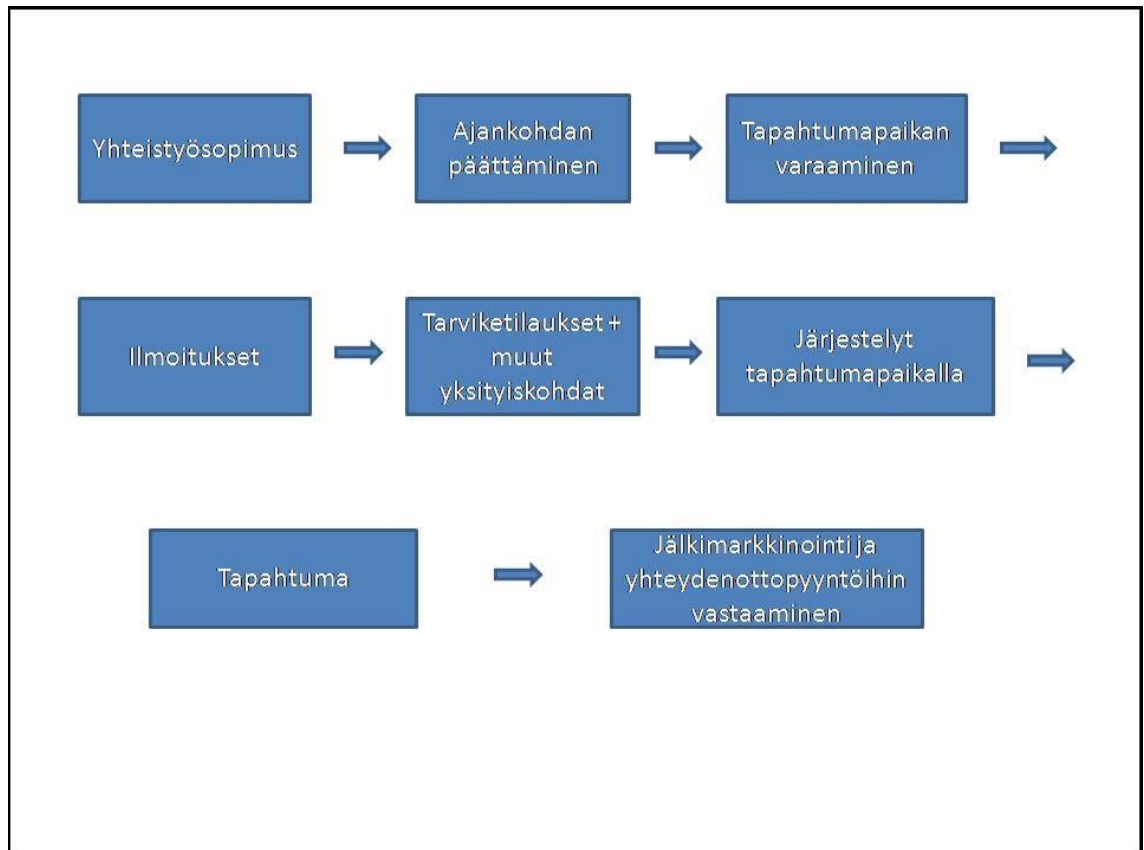 Yhteistyösopimus
Ajankohdan
päättäminen
Tapahtumapaikan
varaaminen
Ilmoitukset
Tarviketilaukset +
muut
yksityiskohdat
Järjestelyt
tapahtumapaikalla
Tapahtuma
Jälkimarkkinointi ja
yhteydenottopyyntöihin
vastaaminen